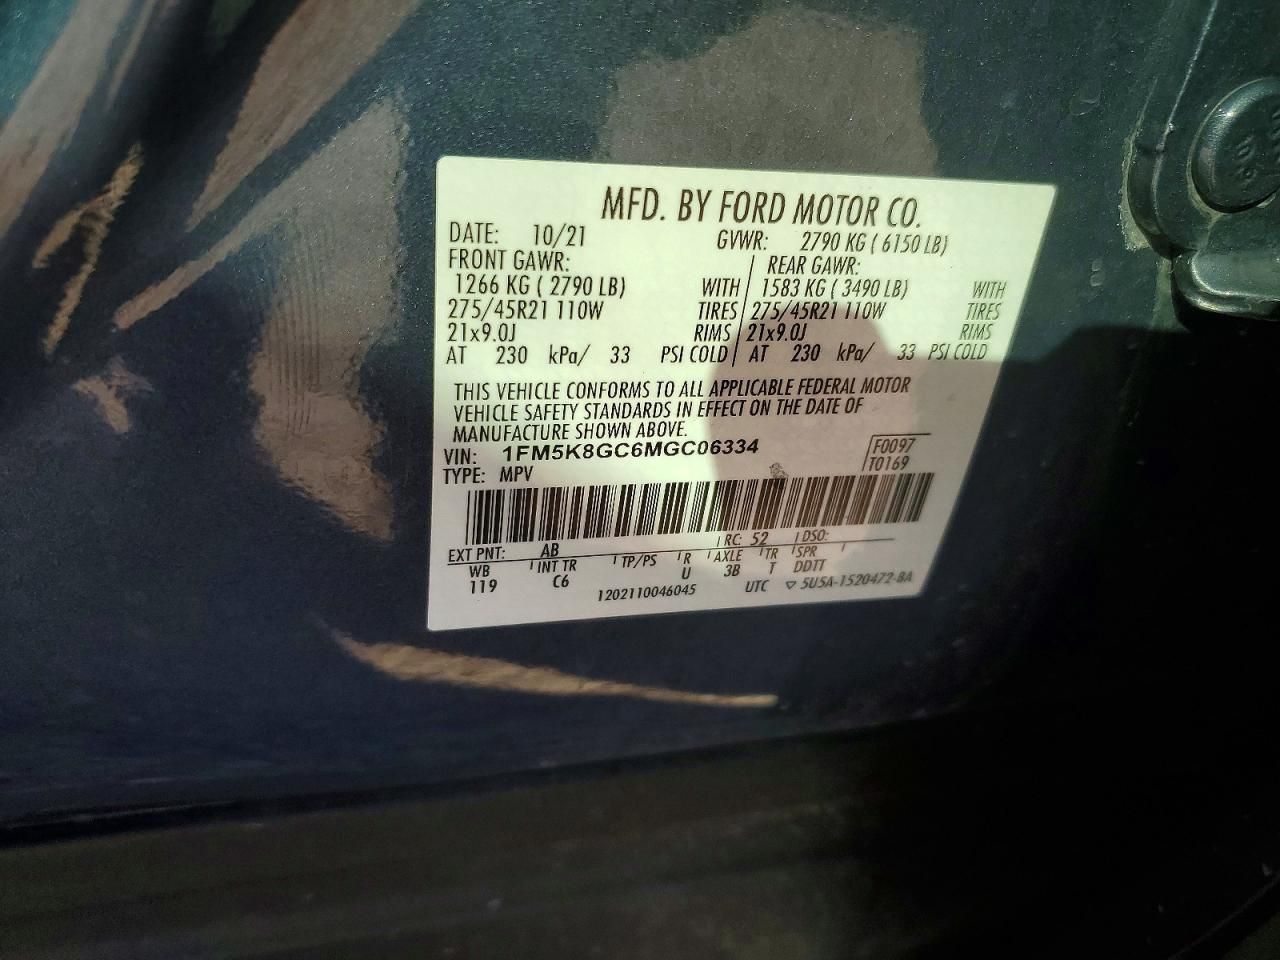 MFD. BY FORD MOTOR CO.
DATE: 10/21 GVWR: 2790 KG ( 6150 LB)
FRONT GAWR: REAR GAWR:
1266 KG ( 2790 LB) WITH 1583 KG ( 3490 LB) WITH
275/45R21 110W TIRES 275/45R21 110W TIRES
21x9.0J RIMS 21x9.0J RIMS
AT 230 kPa/ 33 PSI COLD AT 230 kPa/ 33 PSI COLD
THIS VEHICLE CONFORMS TO ALL APPLICABLE FEDERAL MOTOR
VEHICLE SAFETY STANDARDS IN EFFECT ON THE DATE OF
MANUFACTURE SHOWN ABOVE.
VIN: 1FM5K8GC6MGC06334 F0097
TYPE: MPV T0169
EXT PNT: AB RC: 52 DSO:
WB INT TR TP/PS R AXLE TR SPR
119 C6 U 3B T DDTT
1202110046045 UTC ▽ 5U5A-1520472-BA